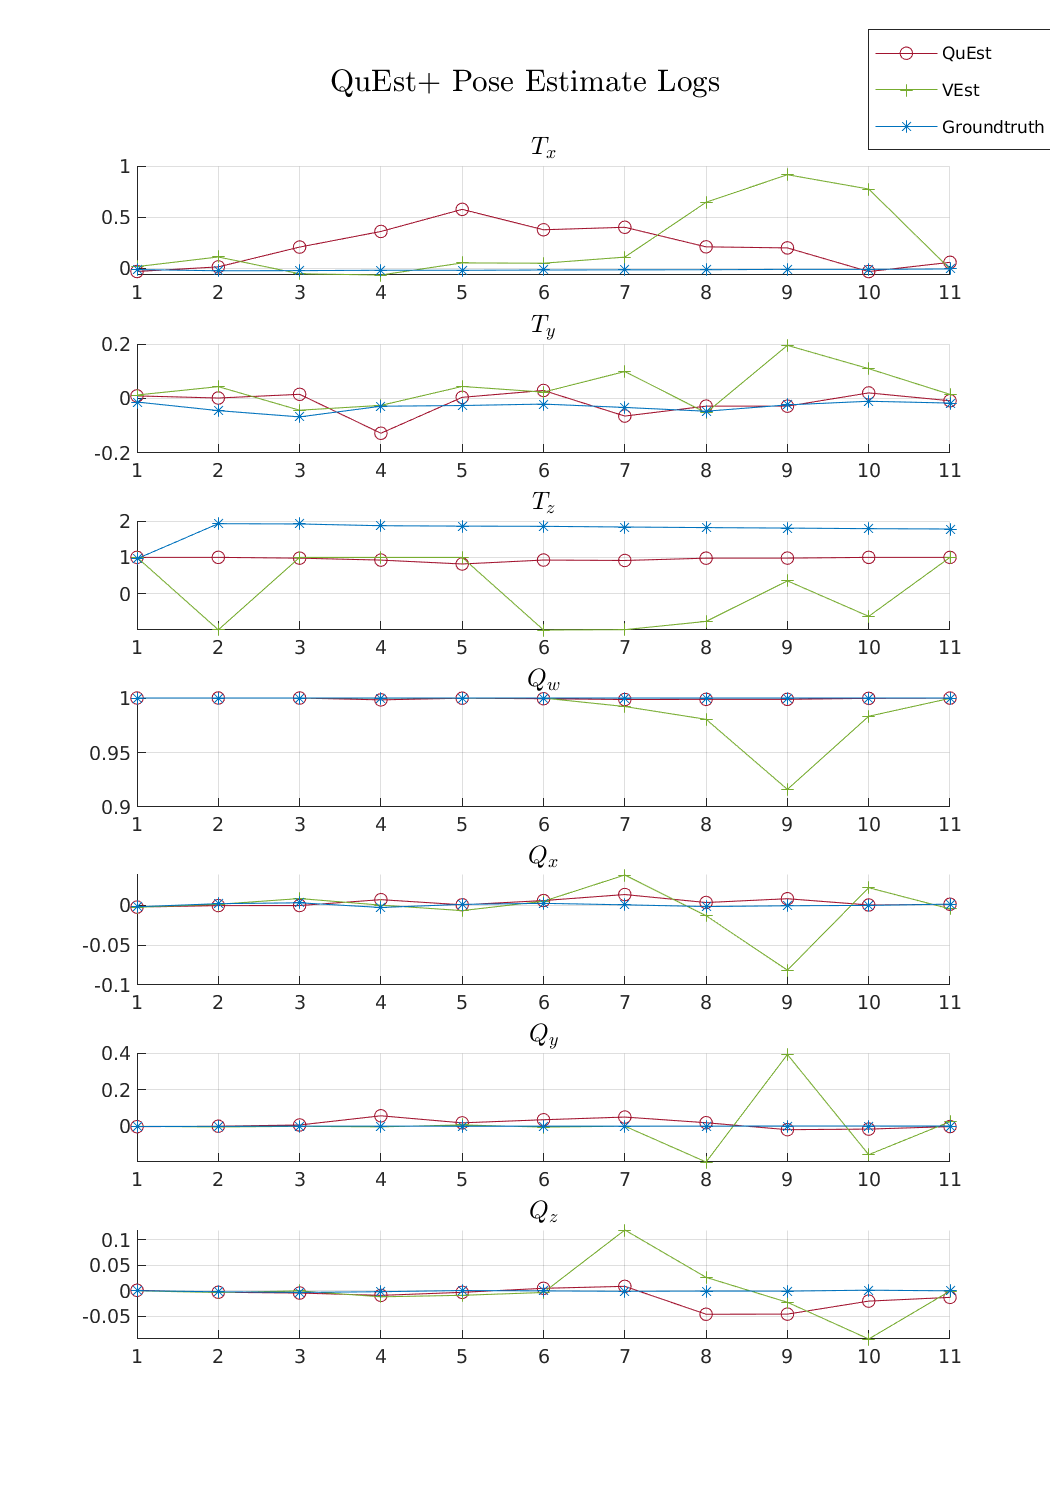 QuEst
VEst
Groundtruth
QuEst+ Pose Estimate Logs
T_x
1
0.5
0
1 2 3 4 5 6 7 8 9 10 11
T_y
0.2
0
-0.2
1 2 3 4 5 6 7 8 9 10 11
T_z
2
1
0
1 2 3 4 5 6 7 8 9 10 11
Q_w
1
0.95
0.9
1 2 3 4 5 6 7 8 9 10 11
Q_x
0
-0.05
-0.1
1 2 3 4 5 6 7 8 9 10 11
Q_y
0.4
0.2
0
1 2 3 4 5 6 7 8 9 10 11
Q_z
0.1
0.05
0
-0.05
1 2 3 4 5 6 7 8 9 10 11